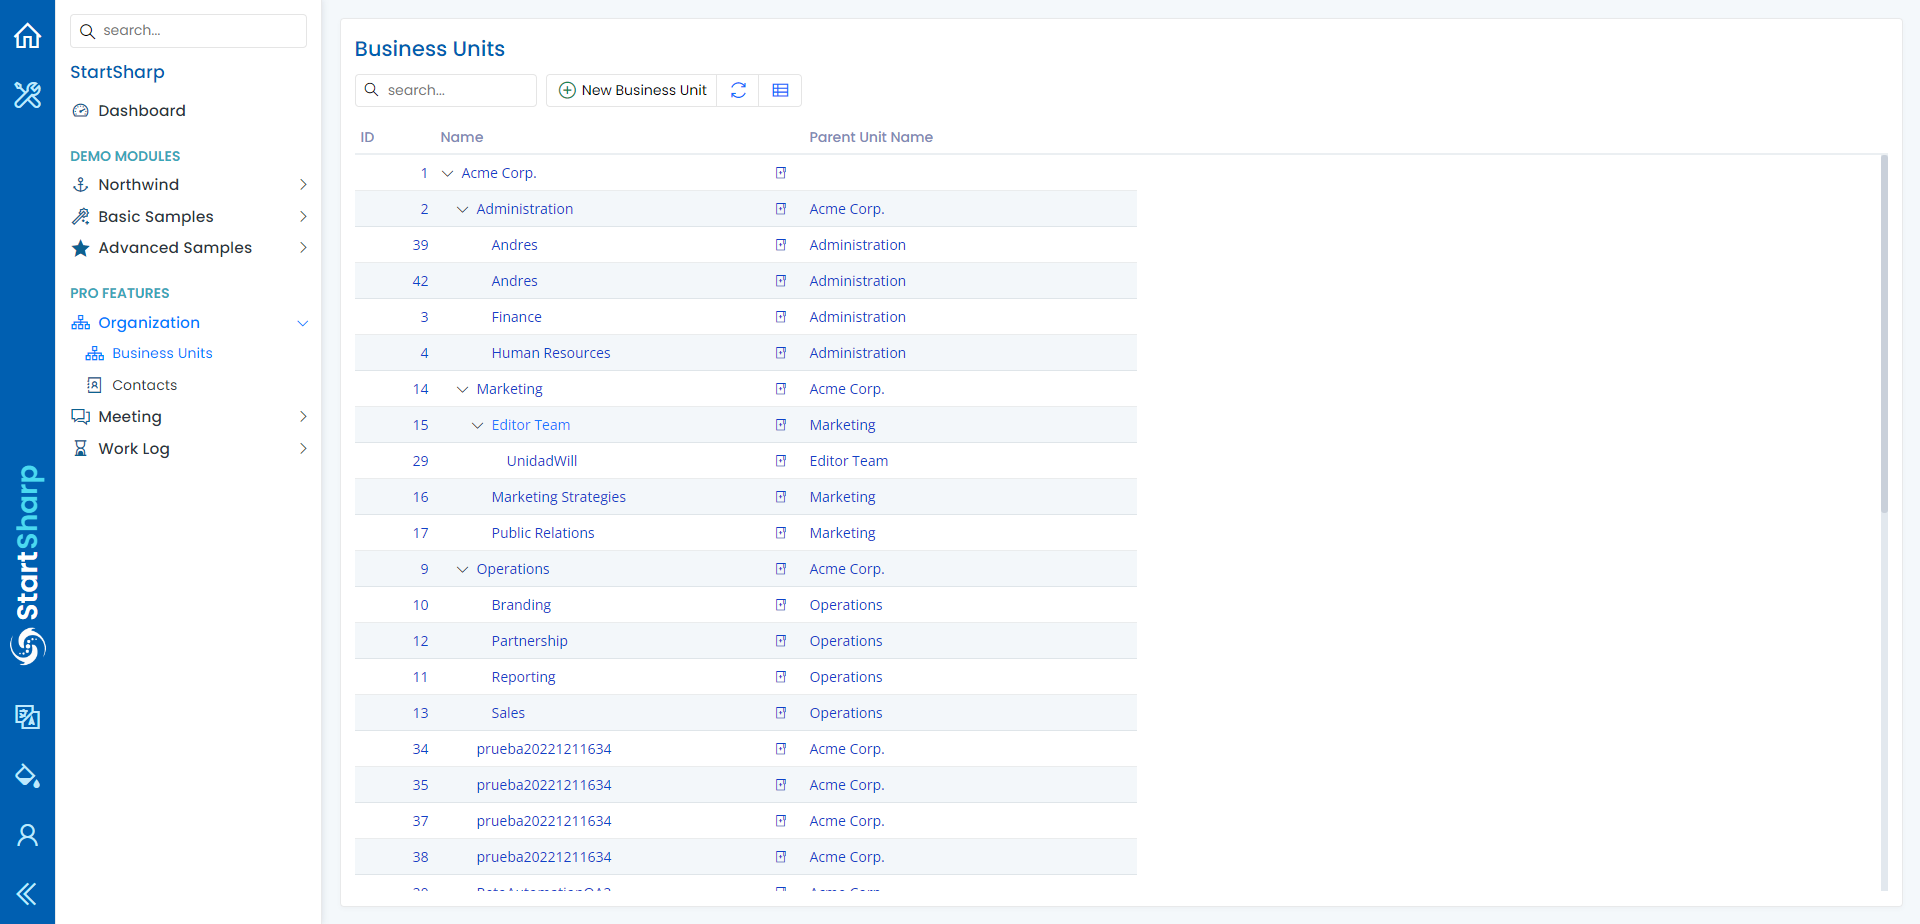 search...
StartSharp
Dashboard
DEMO MODULES
Northwind
Basic Samples
Advanced Samples
PRO FEATURES
Organization
Business Units
Contacts
Meeting
Work Log
StartSharp
Business Units
search...
New Business Unit
ID Name Parent Unit Name
1 Acme Corp.
2 Administration Acme Corp.
39 Andres Administration
42 Andres Administration
3 Finance Administration
4 Human Resources Administration
14 Marketing Acme Corp.
15 Editor Team Marketing
29 UnidadWill Editor Team
16 Marketing Strategies Marketing
17 Public Relations Marketing
9 Operations Acme Corp.
10 Branding Operations
12 Partnership Operations
11 Reporting Operations
13 Sales Operations
34 prueba20221211634 Acme Corp.
35 prueba20221211634 Acme Corp.
37 prueba20221211634 Acme Corp.
38 prueba20221211634 Acme Corp.
Acme Corp.